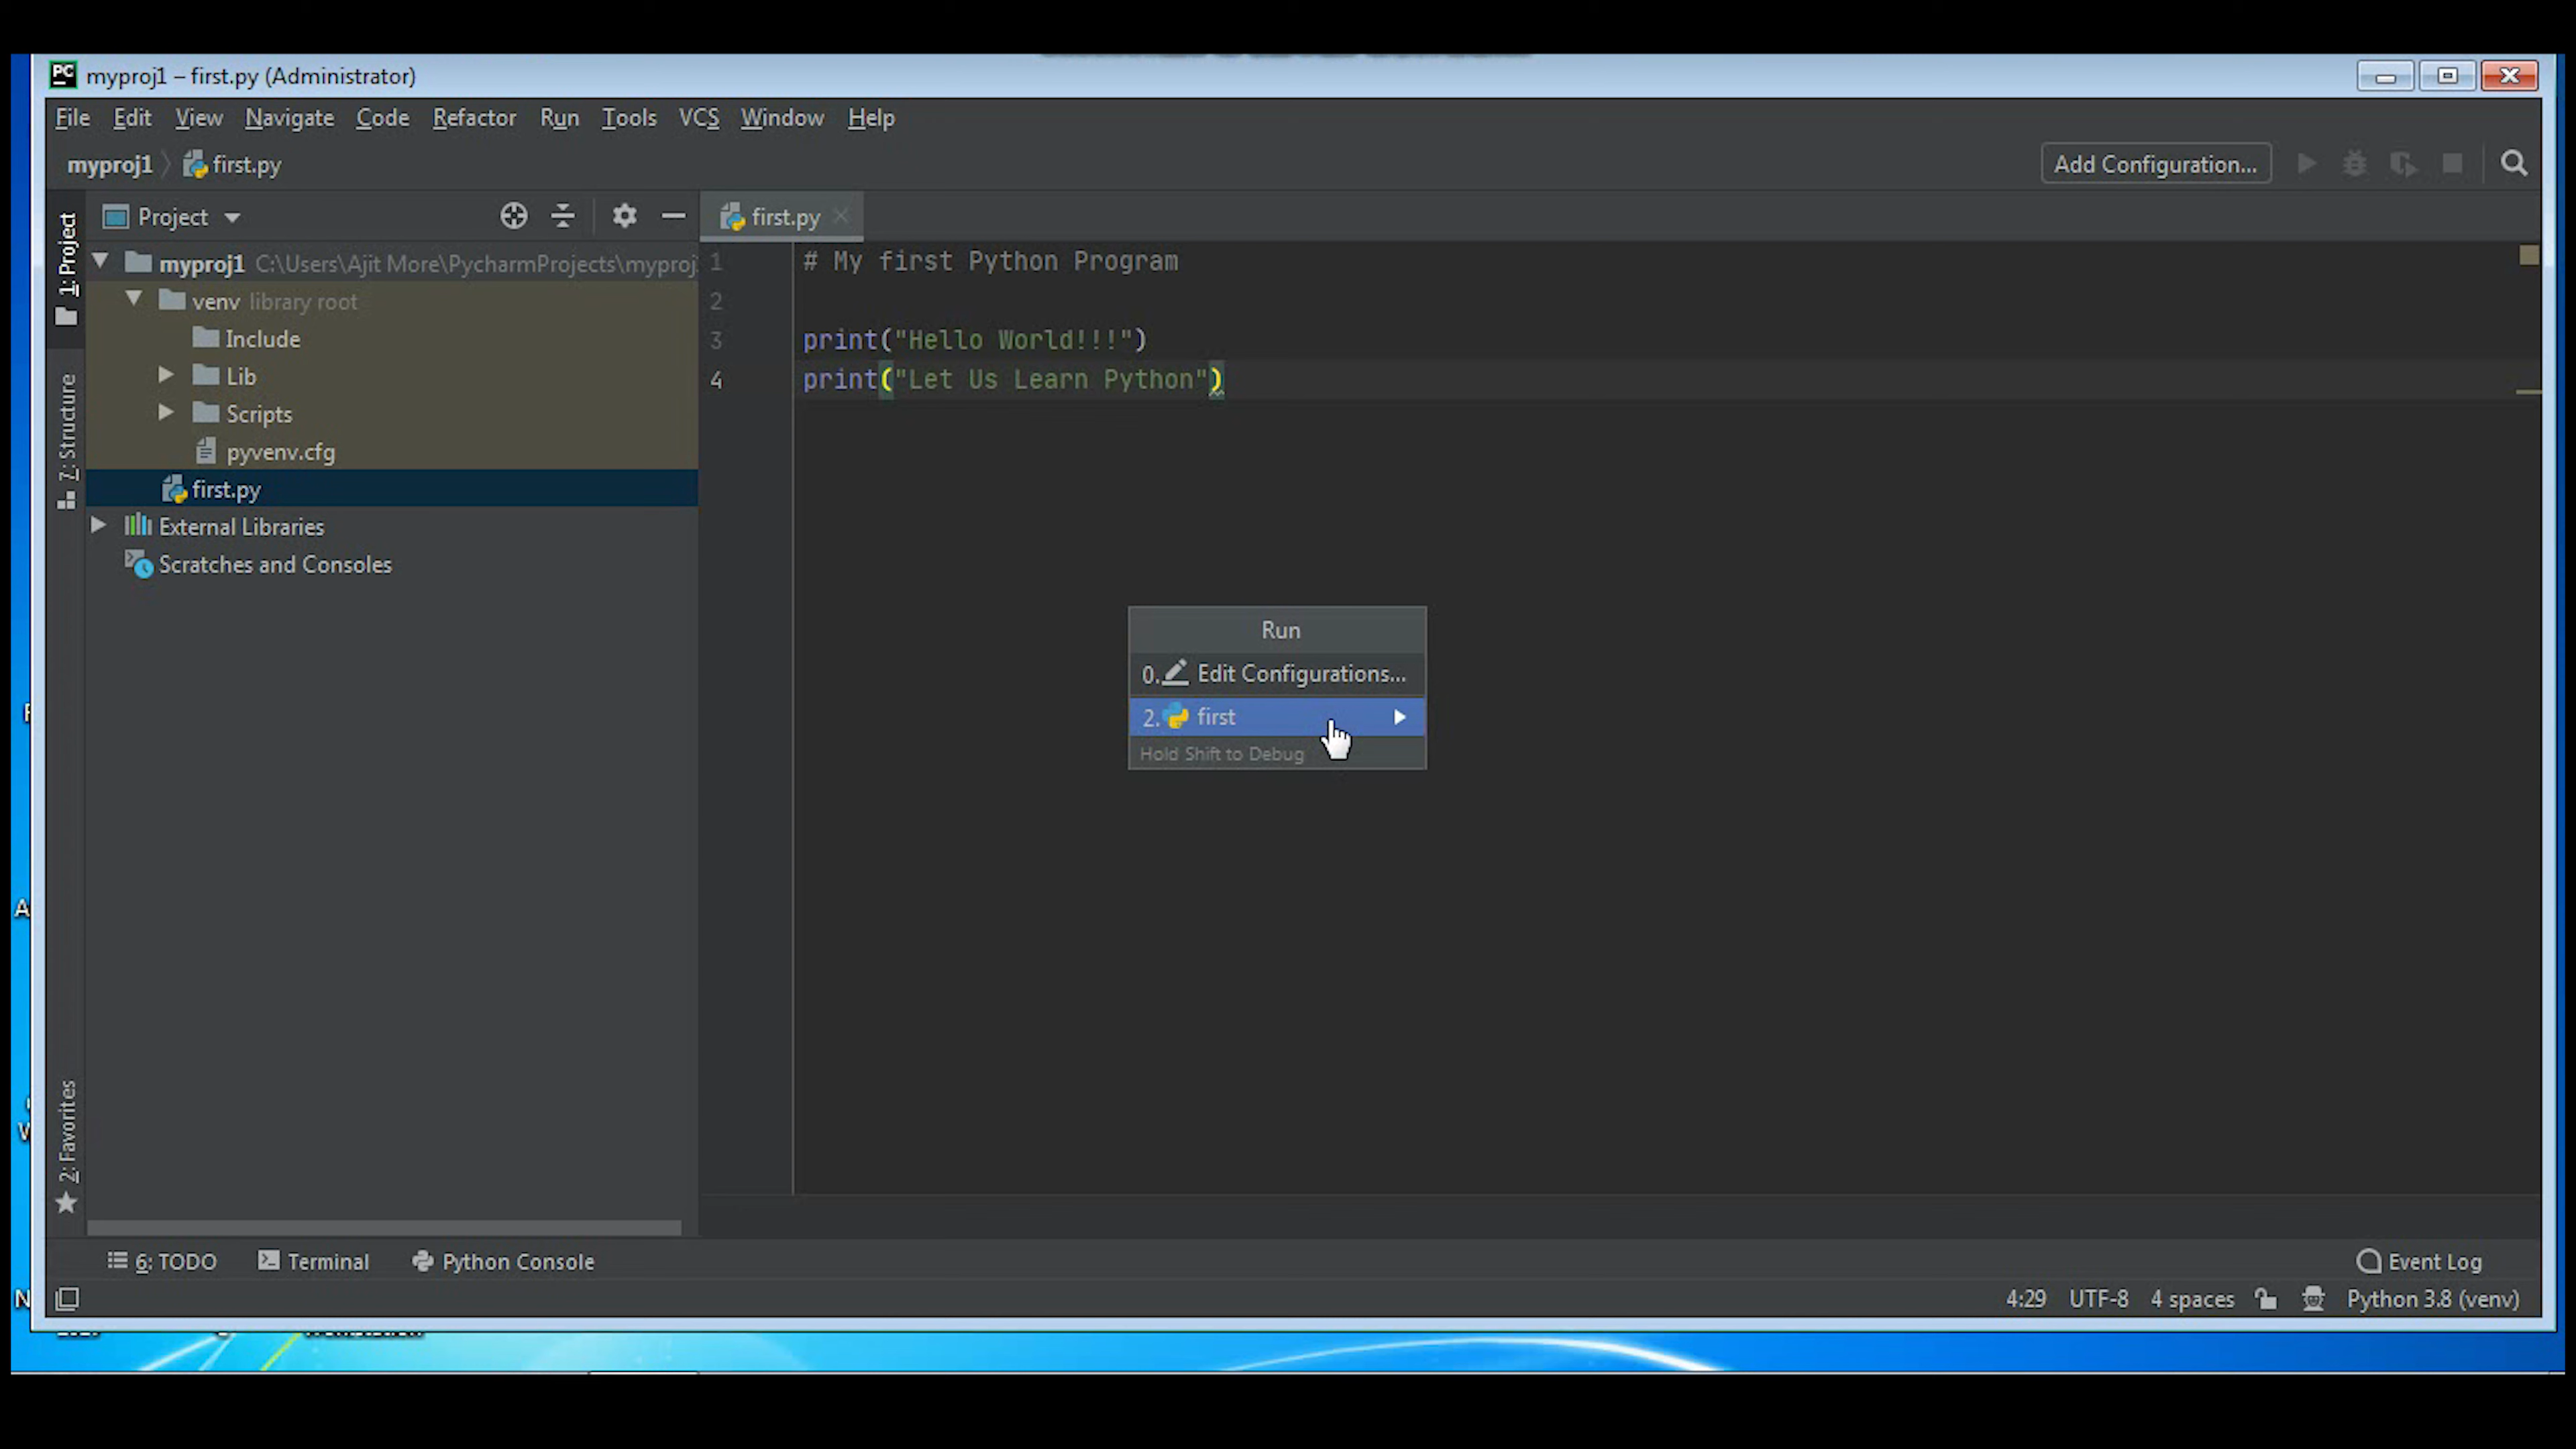 myproj1 – first.py (Administrator)
File Edit View Navigate Code Refactor Run Tools VCS Window Help
myproj1 first.py Add Configuration...
1: Project
Project
first.py
myproj1 C:\Users\Ajit More\PycharmProjects\myproj
venv library root
Include
Lib
Scripts
pyvenv.cfg
first.py
External Libraries
Scratches and Consoles
7: Structure
2: Favorites
1 # My first Python Program
2
3 print("Hello World!!!")
4 print("Let Us Learn Python")
Run
0. Edit Configurations...
2. first
Hold Shift to Debug
6: TODO Terminal Python Console Event Log
4:29 UTF-8 4 spaces Python 3.8 (venv)